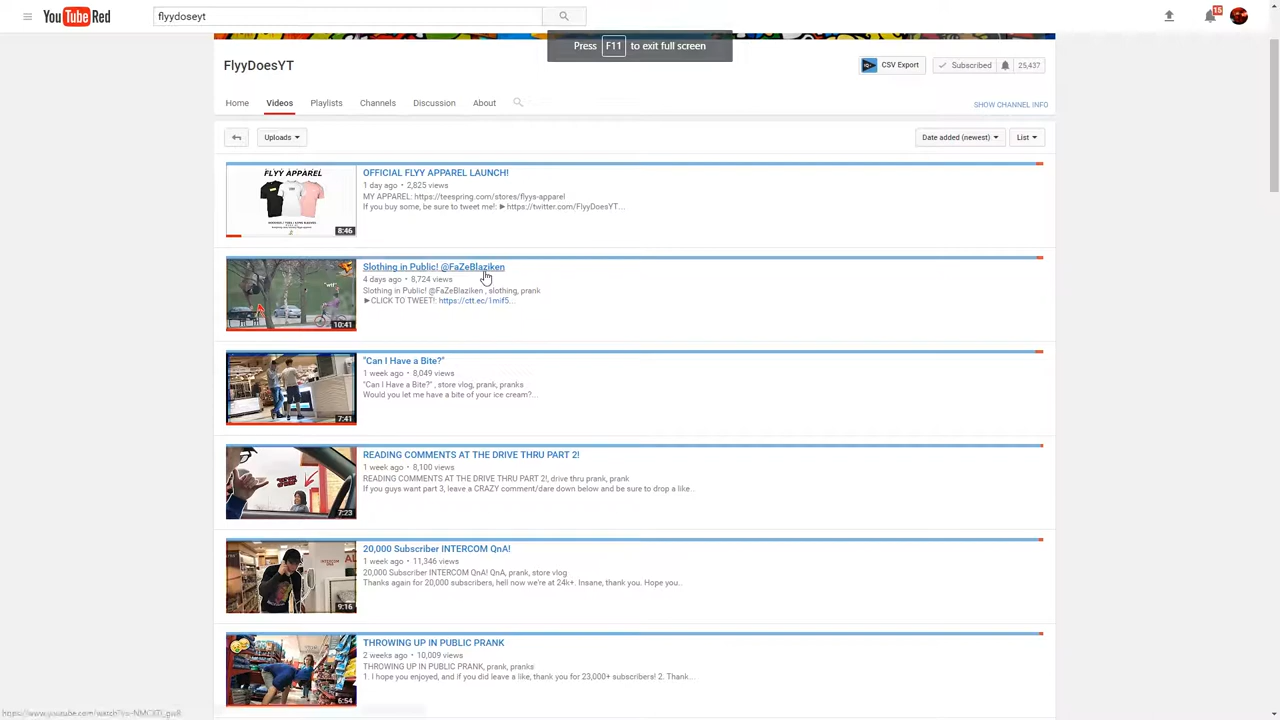 YouTube Red
flyydoseyt
15
Press F11 to exit full screen
FlyyDoesYT
CSV Export
Subscribed 25,437
Home Videos Playlists Channels Discussion About
SHOW CHANNEL INFO
Uploads
Date added (newest) List
FLYY APPAREL
8:46
OFFICIAL FLYY APPAREL LAUNCH!
1 day ago • 2,825 views
MY APPAREL: https://teespring.com/stores/flyys-apparel
If you buy some, be sure to tweet me!: ►https://twitter.com/FlyyDoesYT...
"wtf"
10:41
Slothing in Public! @FaZeBlaziken
4 days ago • 8,724 views
Slothing in Public! @FaZeBlaziken , slothing, prank
►CLICK TO TWEET!: https://ctt.ec/1mif5...
7:41
"Can I Have a Bite?"
1 week ago • 8,049 views
"Can I Have a Bite?" , store vlog, prank, pranks
Would you let me have a bite of your ice cream?...
7:23
READING COMMENTS AT THE DRIVE THRU PART 2!
1 week ago • 8,100 views
READING COMMENTS AT THE DRIVE THRU PART 2!, drive thru prank, prank
If you guys want part 3, leave a CRAZY comment/dare down below and be sure to drop a like...
9:16
20,000 Subscriber INTERCOM QnA!
1 week ago • 11,346 views
20,000 Subscriber INTERCOM QnA! QnA, prank, store vlog
Thanks again for 20,000 subscribers, hell now we're at 24k+. Insane, thank you. Hope you...
6:54
THROWING UP IN PUBLIC PRANK
2 weeks ago • 10,009 views
THROWING UP IN PUBLIC PRANK, prank, pranks
1. I hope you enjoyed, and if you did leave a like, thank you for 23,000+ subscribers! 2. Thank...